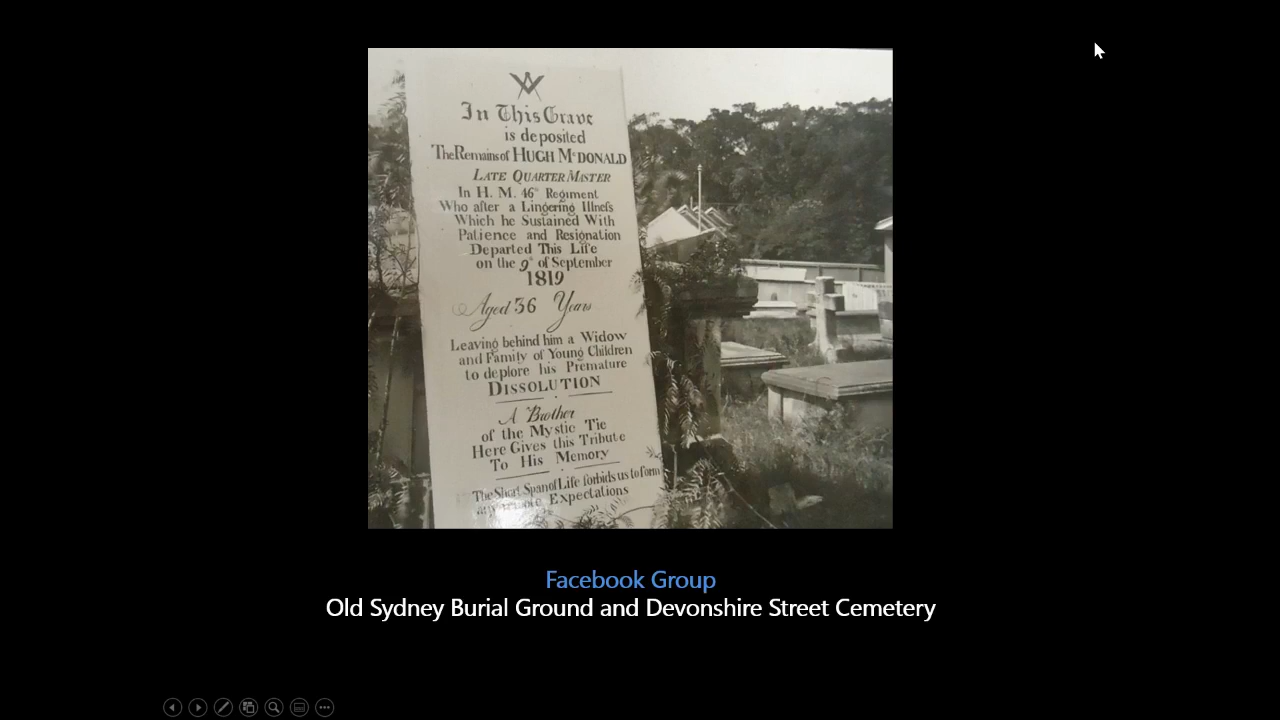 In This Grave
is deposited
The Remains of HUGH McDONALD
LATE QUARTER MASTER
In H. M. 46th Regiment
Who after a Lingering Illneſs
Which he Sustained With
Patience and Resignation
Departed This Life
on the 9th of September
1819
Aged 36 Years
Leaving behind him a Widow
and Family of Young Children
to deplore his Premature
DISSOLUTION
A Brother
of the Mystic Tie
Here Gives this Tribute
To His Memory
The Short Span of Life forbids us to form
Expectations
Facebook Group
Old Sydney Burial Ground and Devonshire Street Cemetery